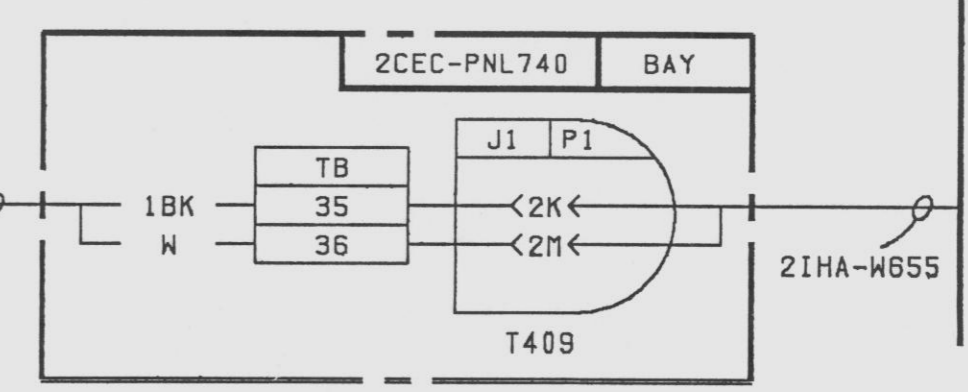 2CEC-PNL740 BAY
J1 P1
TB
1BK 35 <2K<
W 36 <2M<
2IHA-W655
T409